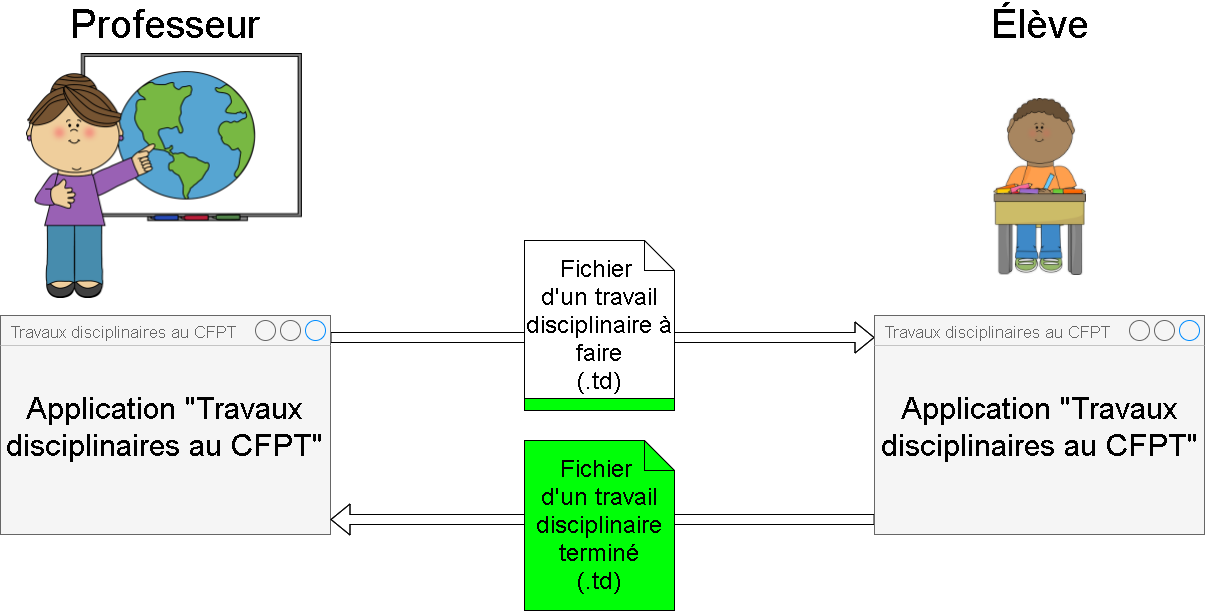 Professeur
Élève
Fichier
d'un travail
disciplinaire à
faire
(.td)
Travaux disciplinaires au CFPT
Travaux disciplinaires au CFPT
Application "Travaux
disciplinaires au CFPT"
Application "Travaux
disciplinaires au CFPT"
Fichier
d'un travail
disciplinaire
terminé
(.td)